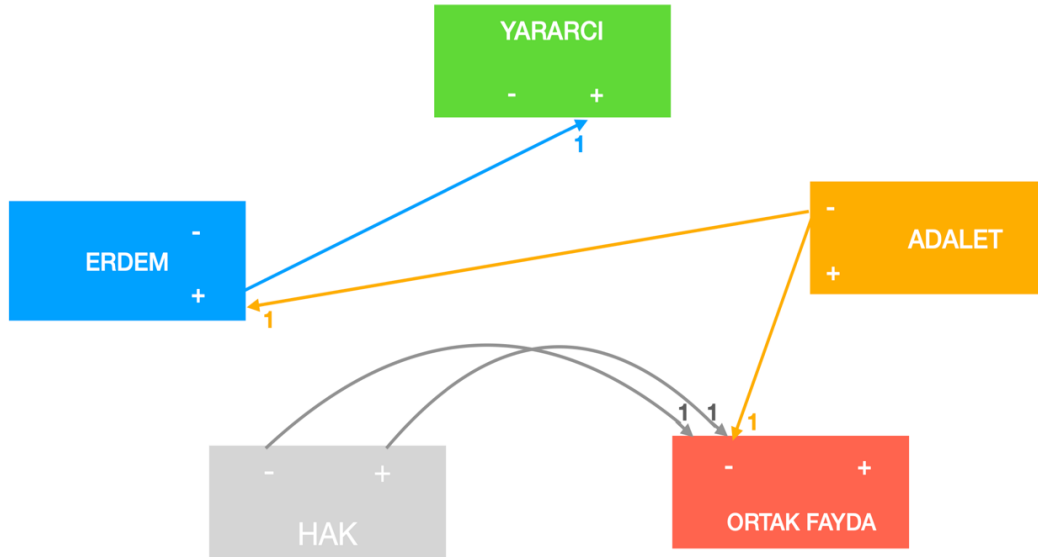 YARARCI
- +
1
-
ERDEM
+
1
-
ADALET
+
1 1 1
- +
HAK
- +
ORTAK FAYDA